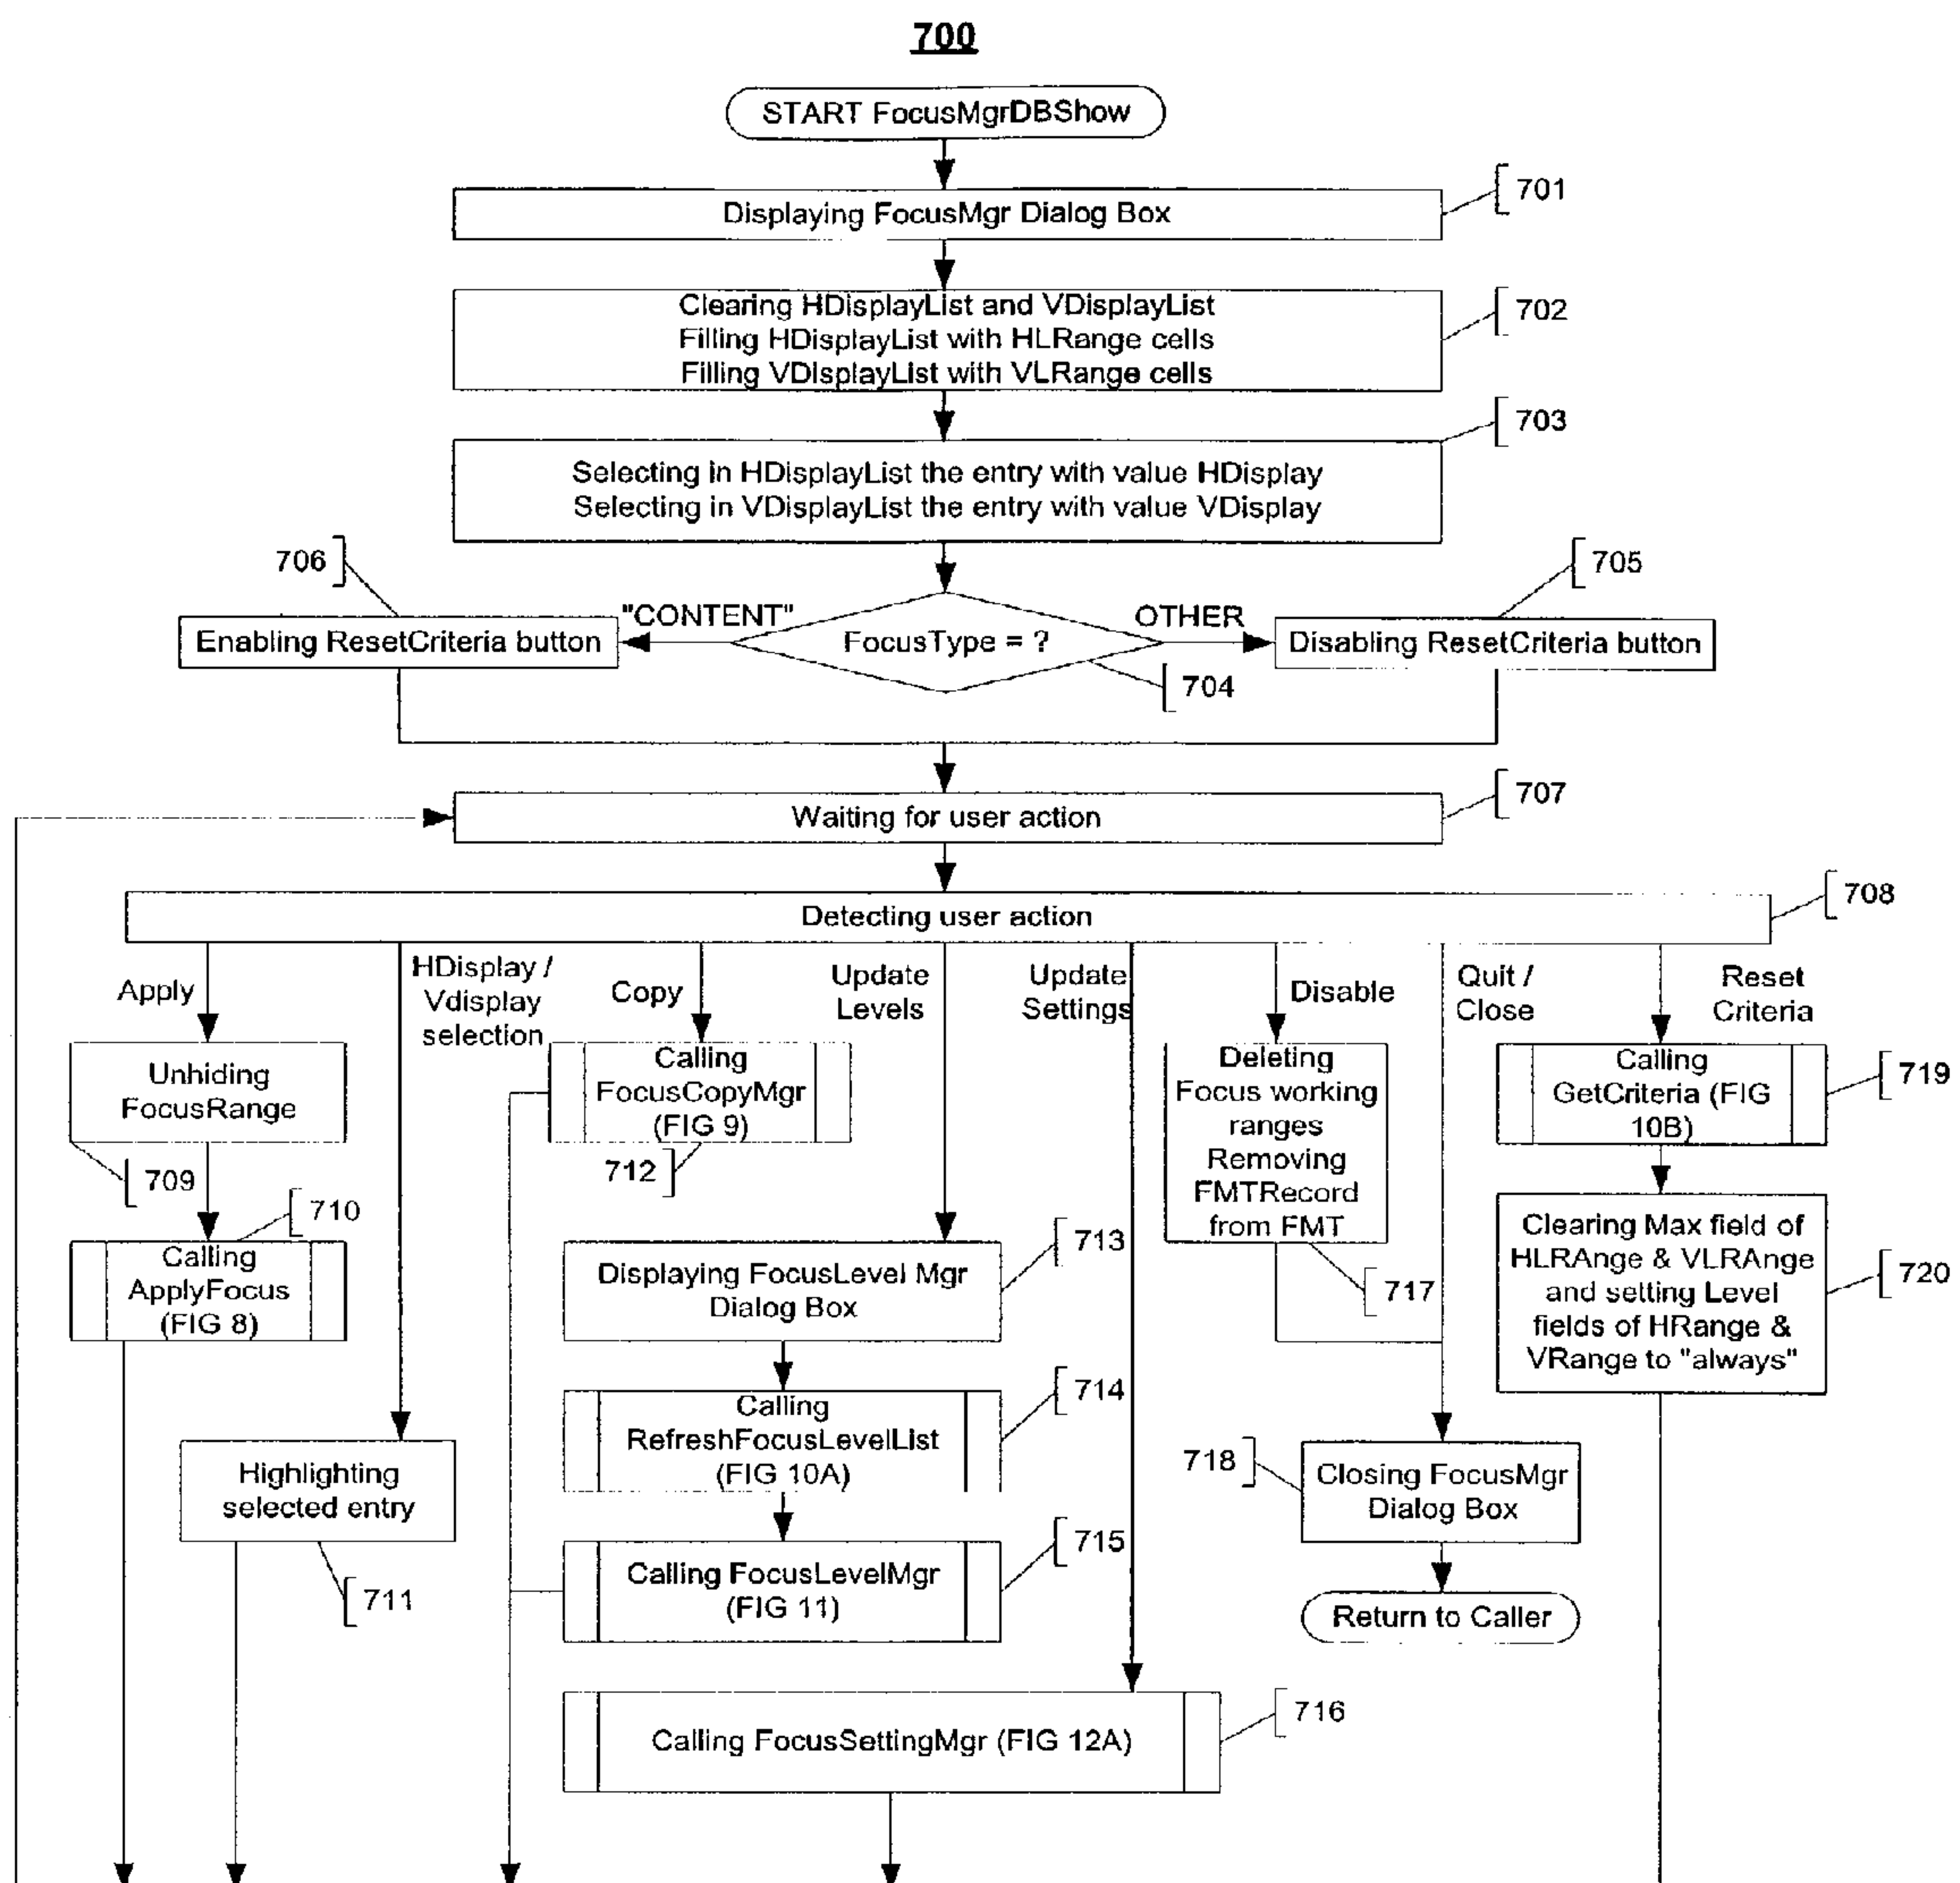 700
START FocusMgrDBShow
701
Displaying FocusMgr Dialog Box
702
Clearing HDisplayList and VDisplayList
Filling HDisplayList with HLRange cells
Filling VDisplayList with VLRange cells
703
Selecting in HDisplayList the entry with value HDisplay
Selecting in VDisplayList the entry with value VDisplay
706
705
"CONTENT"
OTHER
Enabling ResetCriteria button
FocusType = ?
Disabling ResetCriteria button
704
707
Waiting for user action
708
Detecting user action
Apply
HDisplay /
Vdisplay
selection
Copy
Update
Levels
Update
Settings
Disable
Quit /
Close
Reset
Criteria
Unhiding
FocusRange
709
Calling
FocusCopyMgr
(FIG 9)
712
Deleting
Focus working
ranges
Removing
FMTRecord
from FMT
717
Calling
GetCriteria (FIG
10B)
719
710
Calling
ApplyFocus
(FIG 8)
713
Displaying FocusLevel Mgr
Dialog Box
Clearing Max field of
HLRAnge & VLRAnge
and setting Level
fields of HRange &
VRange to "always"
720
714
Calling
RefreshFocusLevelList
(FIG 10A)
Highlighting
selected entry
711
718
Closing FocusMgr
Dialog Box
715
Calling FocusLevelMgr
(FIG 11)
Return to Caller
716
Calling FocusSettingMgr (FIG 12A)